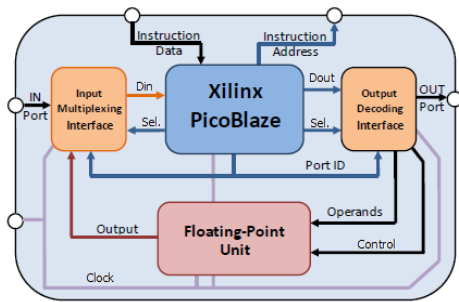 Instruction
Data
Instruction
Address
IN
Port
Input
Multiplexing
Interface
Din
Sel.
Xilinx
PicoBlaze
Dout
Sel.
Output
Decoding
Interface
OUT
Port
Port ID
Operands
Output
Floating-Point
Unit
Control
Clock